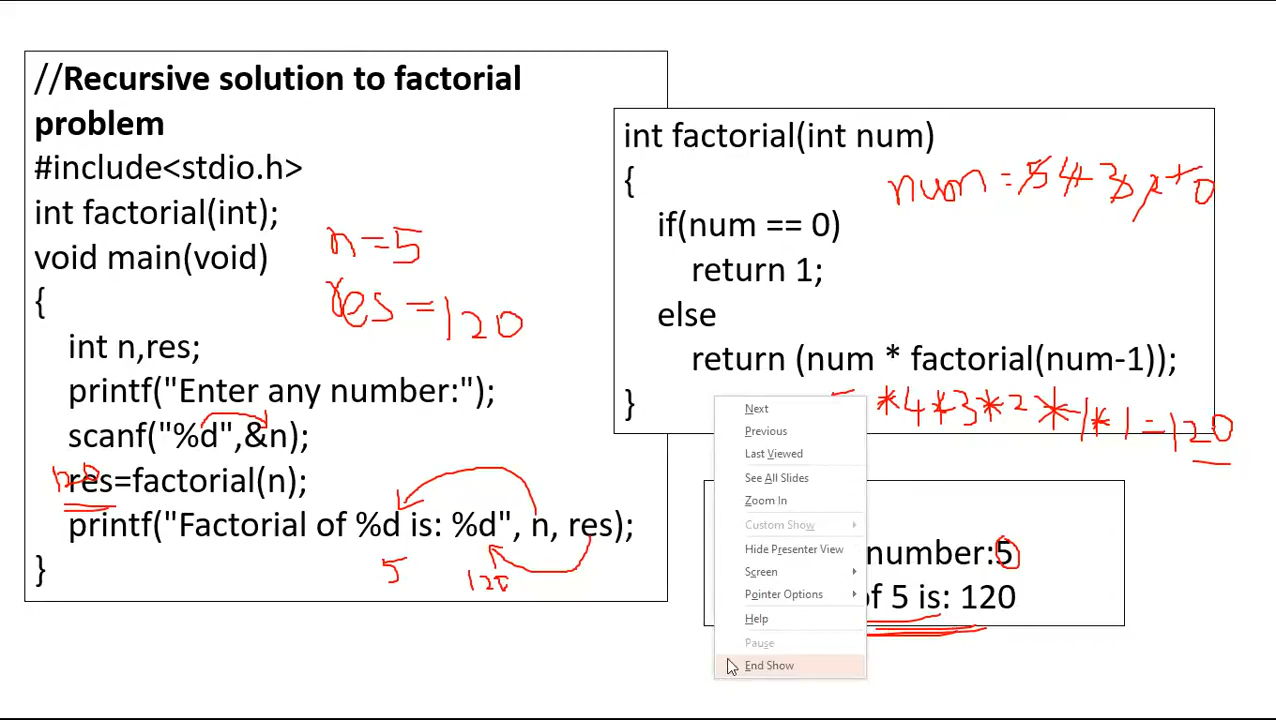 //Recursive solution to factorial
problem
#include<stdio.h>
int factorial(int);
void main(void)
{
int n,res;
printf("Enter any number:");
scanf("%d",&n);
res=factorial(n);
printf("Factorial of %d is: %d", n, res);
}
n=5
res=120
5
120
int factorial(int num)
{
if(num == 0)
return 1;
else
return (num * factorial(num-1));
}
num = 5 4 3 2 1 0
*4*3*2*1*1=120
number:5
of 5 is: 120
Next
Previous
Last Viewed
See All Slides
Zoom In
Custom Show
Hide Presenter View
Screen
Pointer Options
Help
Pause
End Show